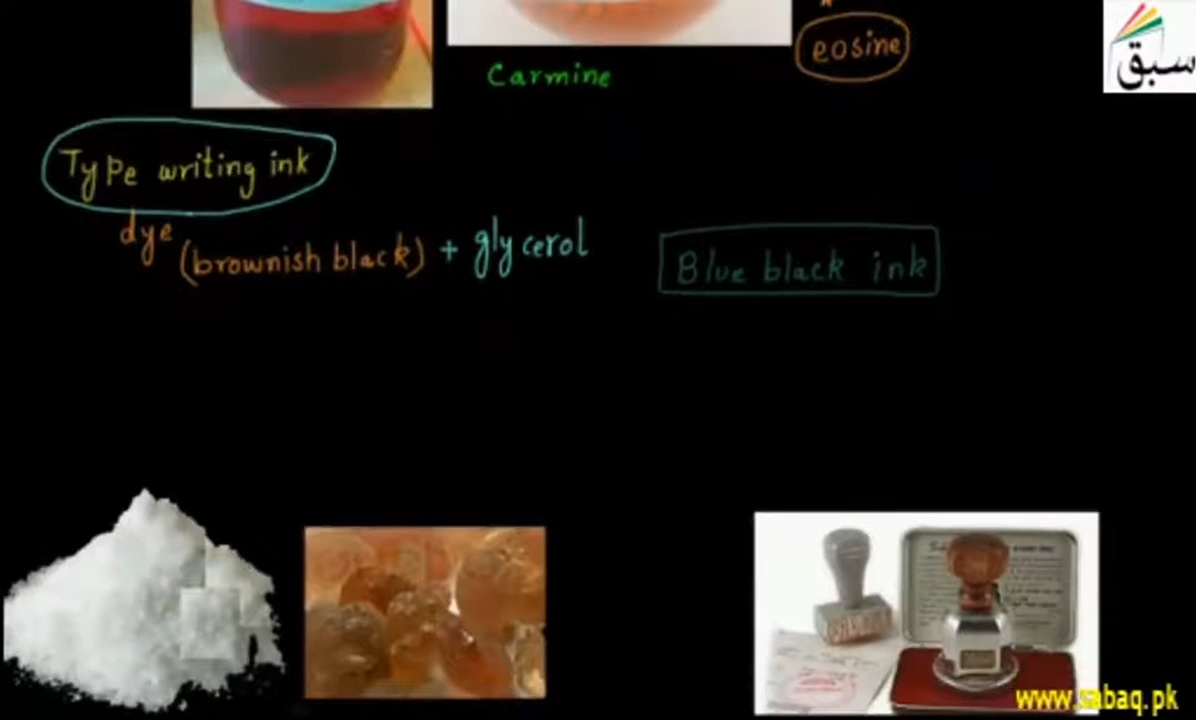 eosine
سبق
Carmine
Type writing ink
dye (brownish black) + glycerol
Blue black ink
www.sabaq.pk